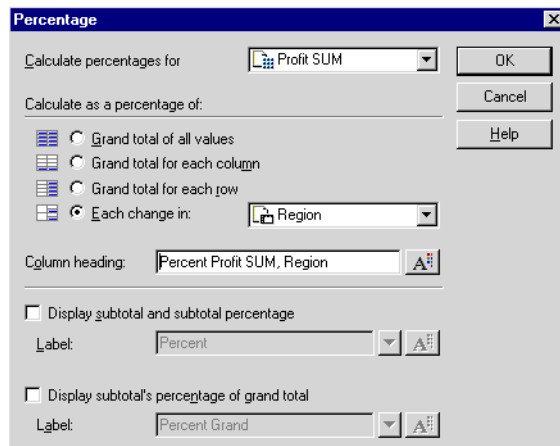 Percentage
Calculate percentages for Profit SUM OK
Calculate as a percentage of: Cancel
Grand total of all values Help
Grand total for each column
Grand total for each row
Each change in: Region
Column heading: Percent Profit SUM, Region A
Display subtotal and subtotal percentage
Label: Percent A
Display subtotal's percentage of grand total
Label: Percent Grand A